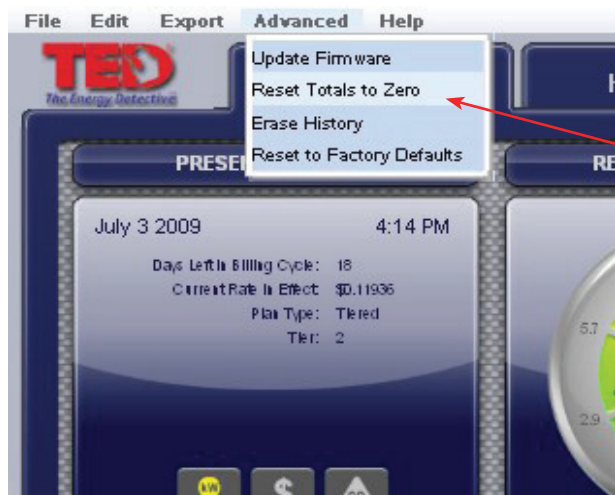 File Edit Export Advanced Help
TED
The Energy Detective
Update Firmware
Reset Totals to Zero
Erase History
Reset to Factory Defaults
H
PRESE
RE
July 3 2009 4:14 PM
Days Left In Billing Cycle: 18
Current Rate In Effect: $0.11936
Plan Type: Tiered
Tier: 2
5.7
2.9
kW
$